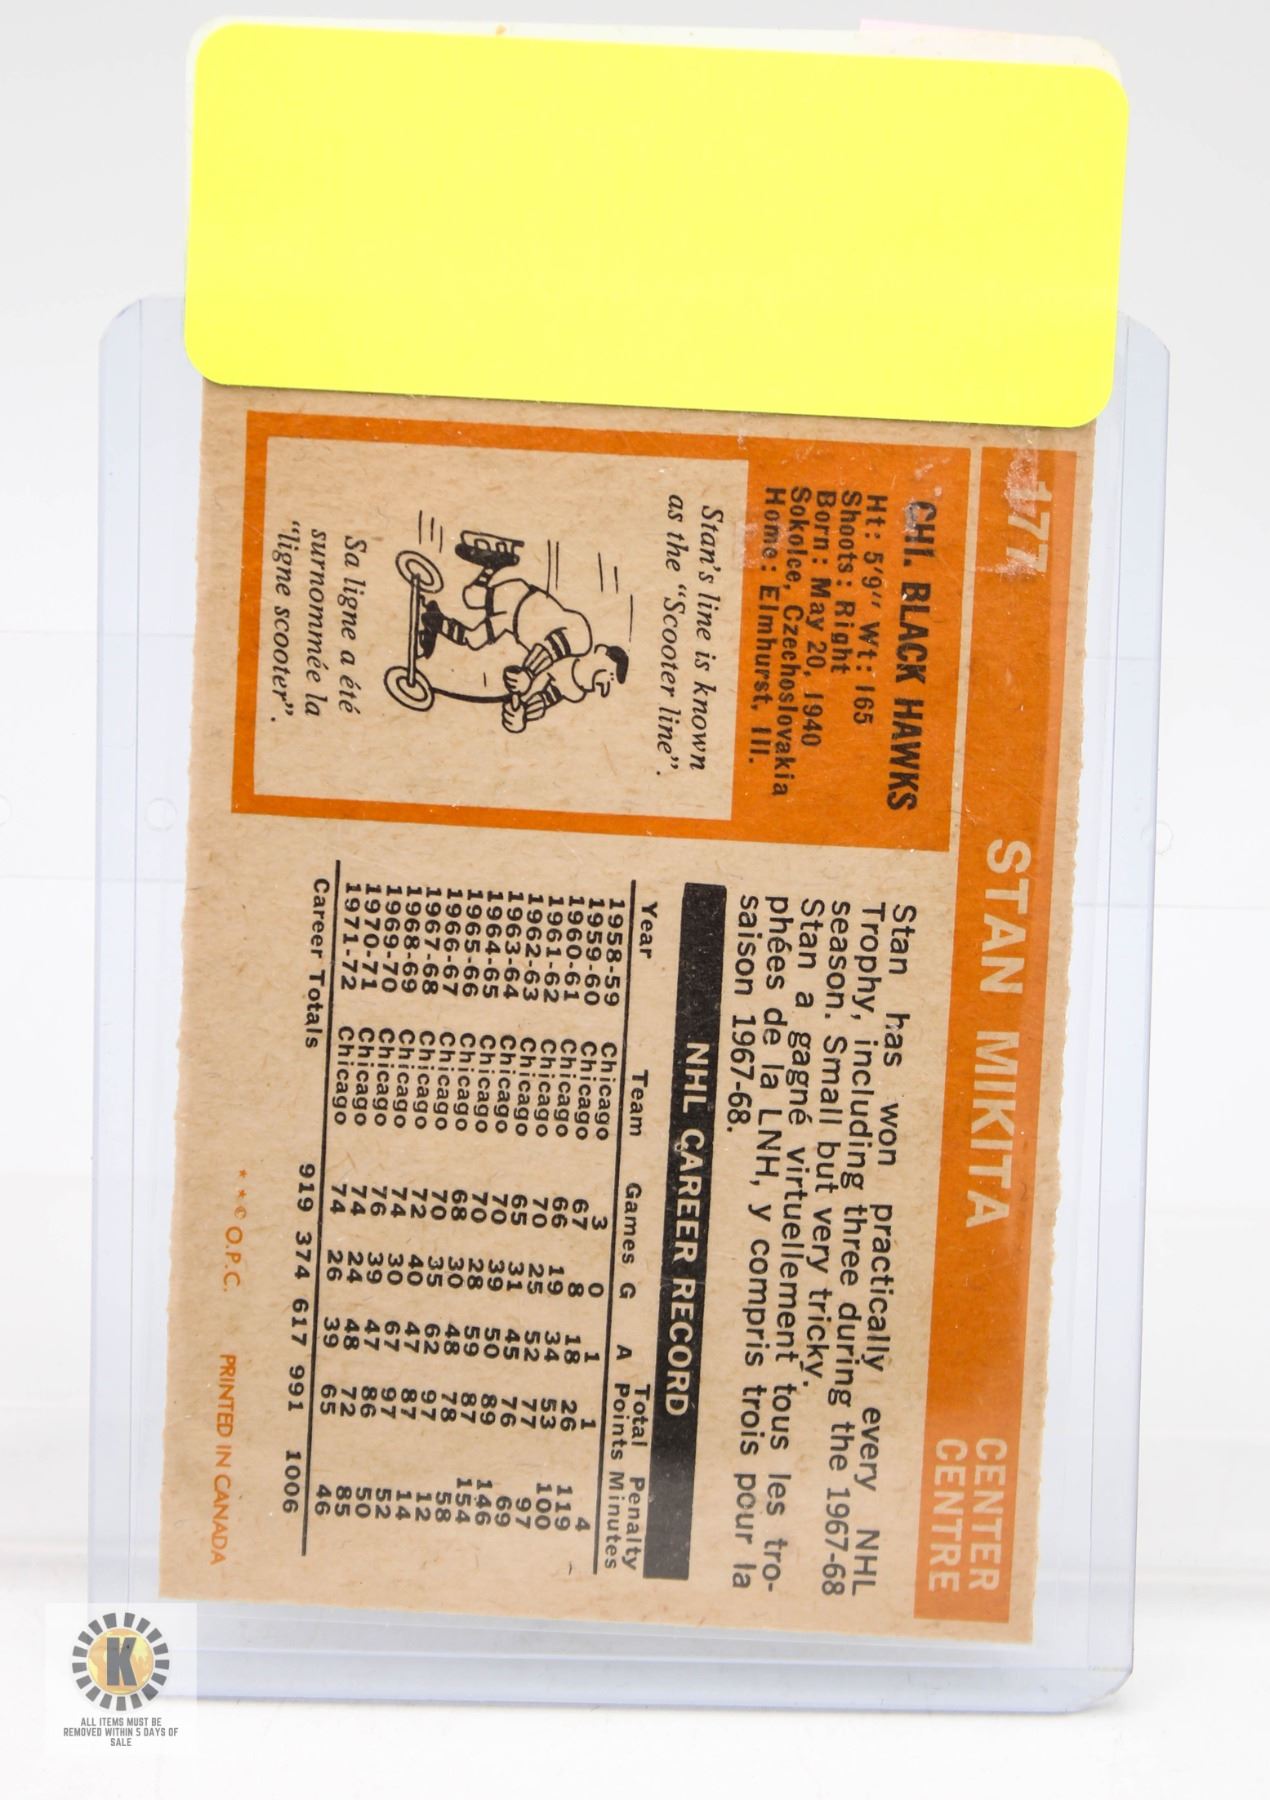 177
STAN MIKITA
CENTER
CENTRE
CHI. BLACK HAWKS
Ht: 5'9" Wt: 165
Shoots: Right
Born: May 20, 1940
Sokolce, Czechoslovakia
Home: Elmhurst, Ill.
Stan's line is known
as the "Scooter line".
Sa ligne a été
surnommée la
"ligne scooter".
Stan has won practically every NHL
Trophy, including three during the 1967-68
season. Small but very tricky.
Stan a gagné virtuellement tous les tro-
phées de la LNH, y compris trois pour la
saison 1967-68.
NHL CAREER RECORD
Year Team Games G A Total Points Penalty Minutes
1958-59 Chicago 3 0 1 1 4
1959-60 Chicago 67 8 18 26 119
1960-61 Chicago 66 19 34 53 100
1961-62 Chicago 70 25 52 77 97
1962-63 Chicago 65 31 45 76 69
1963-64 Chicago 70 39 50 89 146
1964-65 Chicago 70 28 59 87 154
1965-66 Chicago 68 30 48 78 58
1966-67 Chicago 70 35 62 97 12
1967-68 Chicago 72 40 47 87 14
1968-69 Chicago 74 30 67 97 52
1969-70 Chicago 76 39 47 86 50
1970-71 Chicago 74 24 48 72 85
1971-72 Chicago 74 26 39 65 46
Career Totals 919 374 617 991 1006
* * © O.P.C. PRINTED IN CANADA
K
ALL ITEMS MUST BE
REMOVED WITHIN 5 DAYS OF
SALE